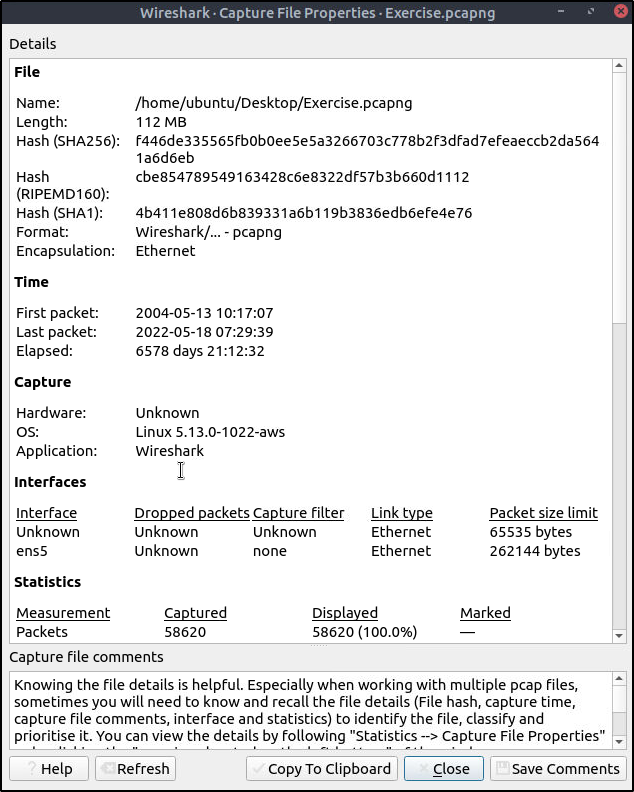 Wireshark · Capture File Properties · Exercise.pcapng
Details
File
Name: /home/ubuntu/Desktop/Exercise.pcapng
Length: 112 MB
Hash (SHA256): f446de335565fb0b0ee5e5a3266703c778b2f3dfad7efeaeccb2da564
1a6d6eb
Hash cbe854789549163428c6e8322df57b3b660d1112
(RIPEMD160):
Hash (SHA1): 4b411e808d6b839331a6b119b3836edb6efe4e76
Format: Wireshark/... - pcapng
Encapsulation: Ethernet
Time
First packet: 2004-05-13 10:17:07
Last packet: 2022-05-18 07:29:39
Elapsed: 6578 days 21:12:32
Capture
Hardware: Unknown
OS: Linux 5.13.0-1022-aws
Application: Wireshark
Interfaces
Interface Dropped packets Capture filter Link type Packet size limit
Unknown Unknown Unknown Ethernet 65535 bytes
ens5 Unknown none Ethernet 262144 bytes
Statistics
Measurement Captured Displayed Marked
Packets 58620 58620 (100.0%) —
Capture file comments
Knowing the file details is helpful. Especially when working with multiple pcap files,
sometimes you will need to know and recall the file details (File hash, capture time,
capture file comments, interface and statistics) to identify the file, classify and
prioritise it. You can view the details by following "Statistics --> Capture File Properties"
? Help Refresh Copy To Clipboard Close Save Comments